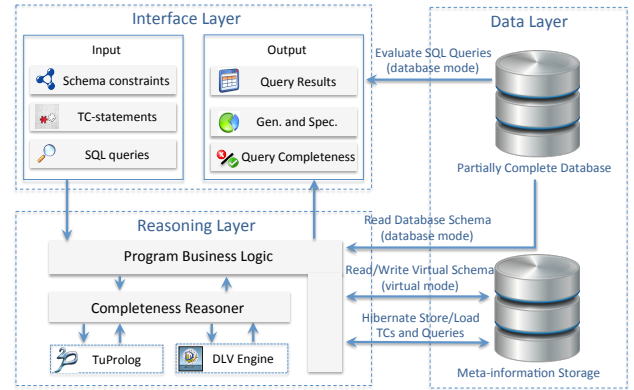 Interface Layer
Input
Schema constraints
TC-statements
SQL queries
Output
Query Results
Gen. and Spec.
Query Completeness
Data Layer
Evaluate SQL Queries
(database mode)
Partially Complete Database
Reasoning Layer
Program Business Logic
Completeness Reasoner
TuProlog
DLV Engine
Read Database Schema
(database mode)
Read/Write Virtual Schema
(virtual mode)
Hibernate Store/Load
TCs and Queries
Meta-information Storage